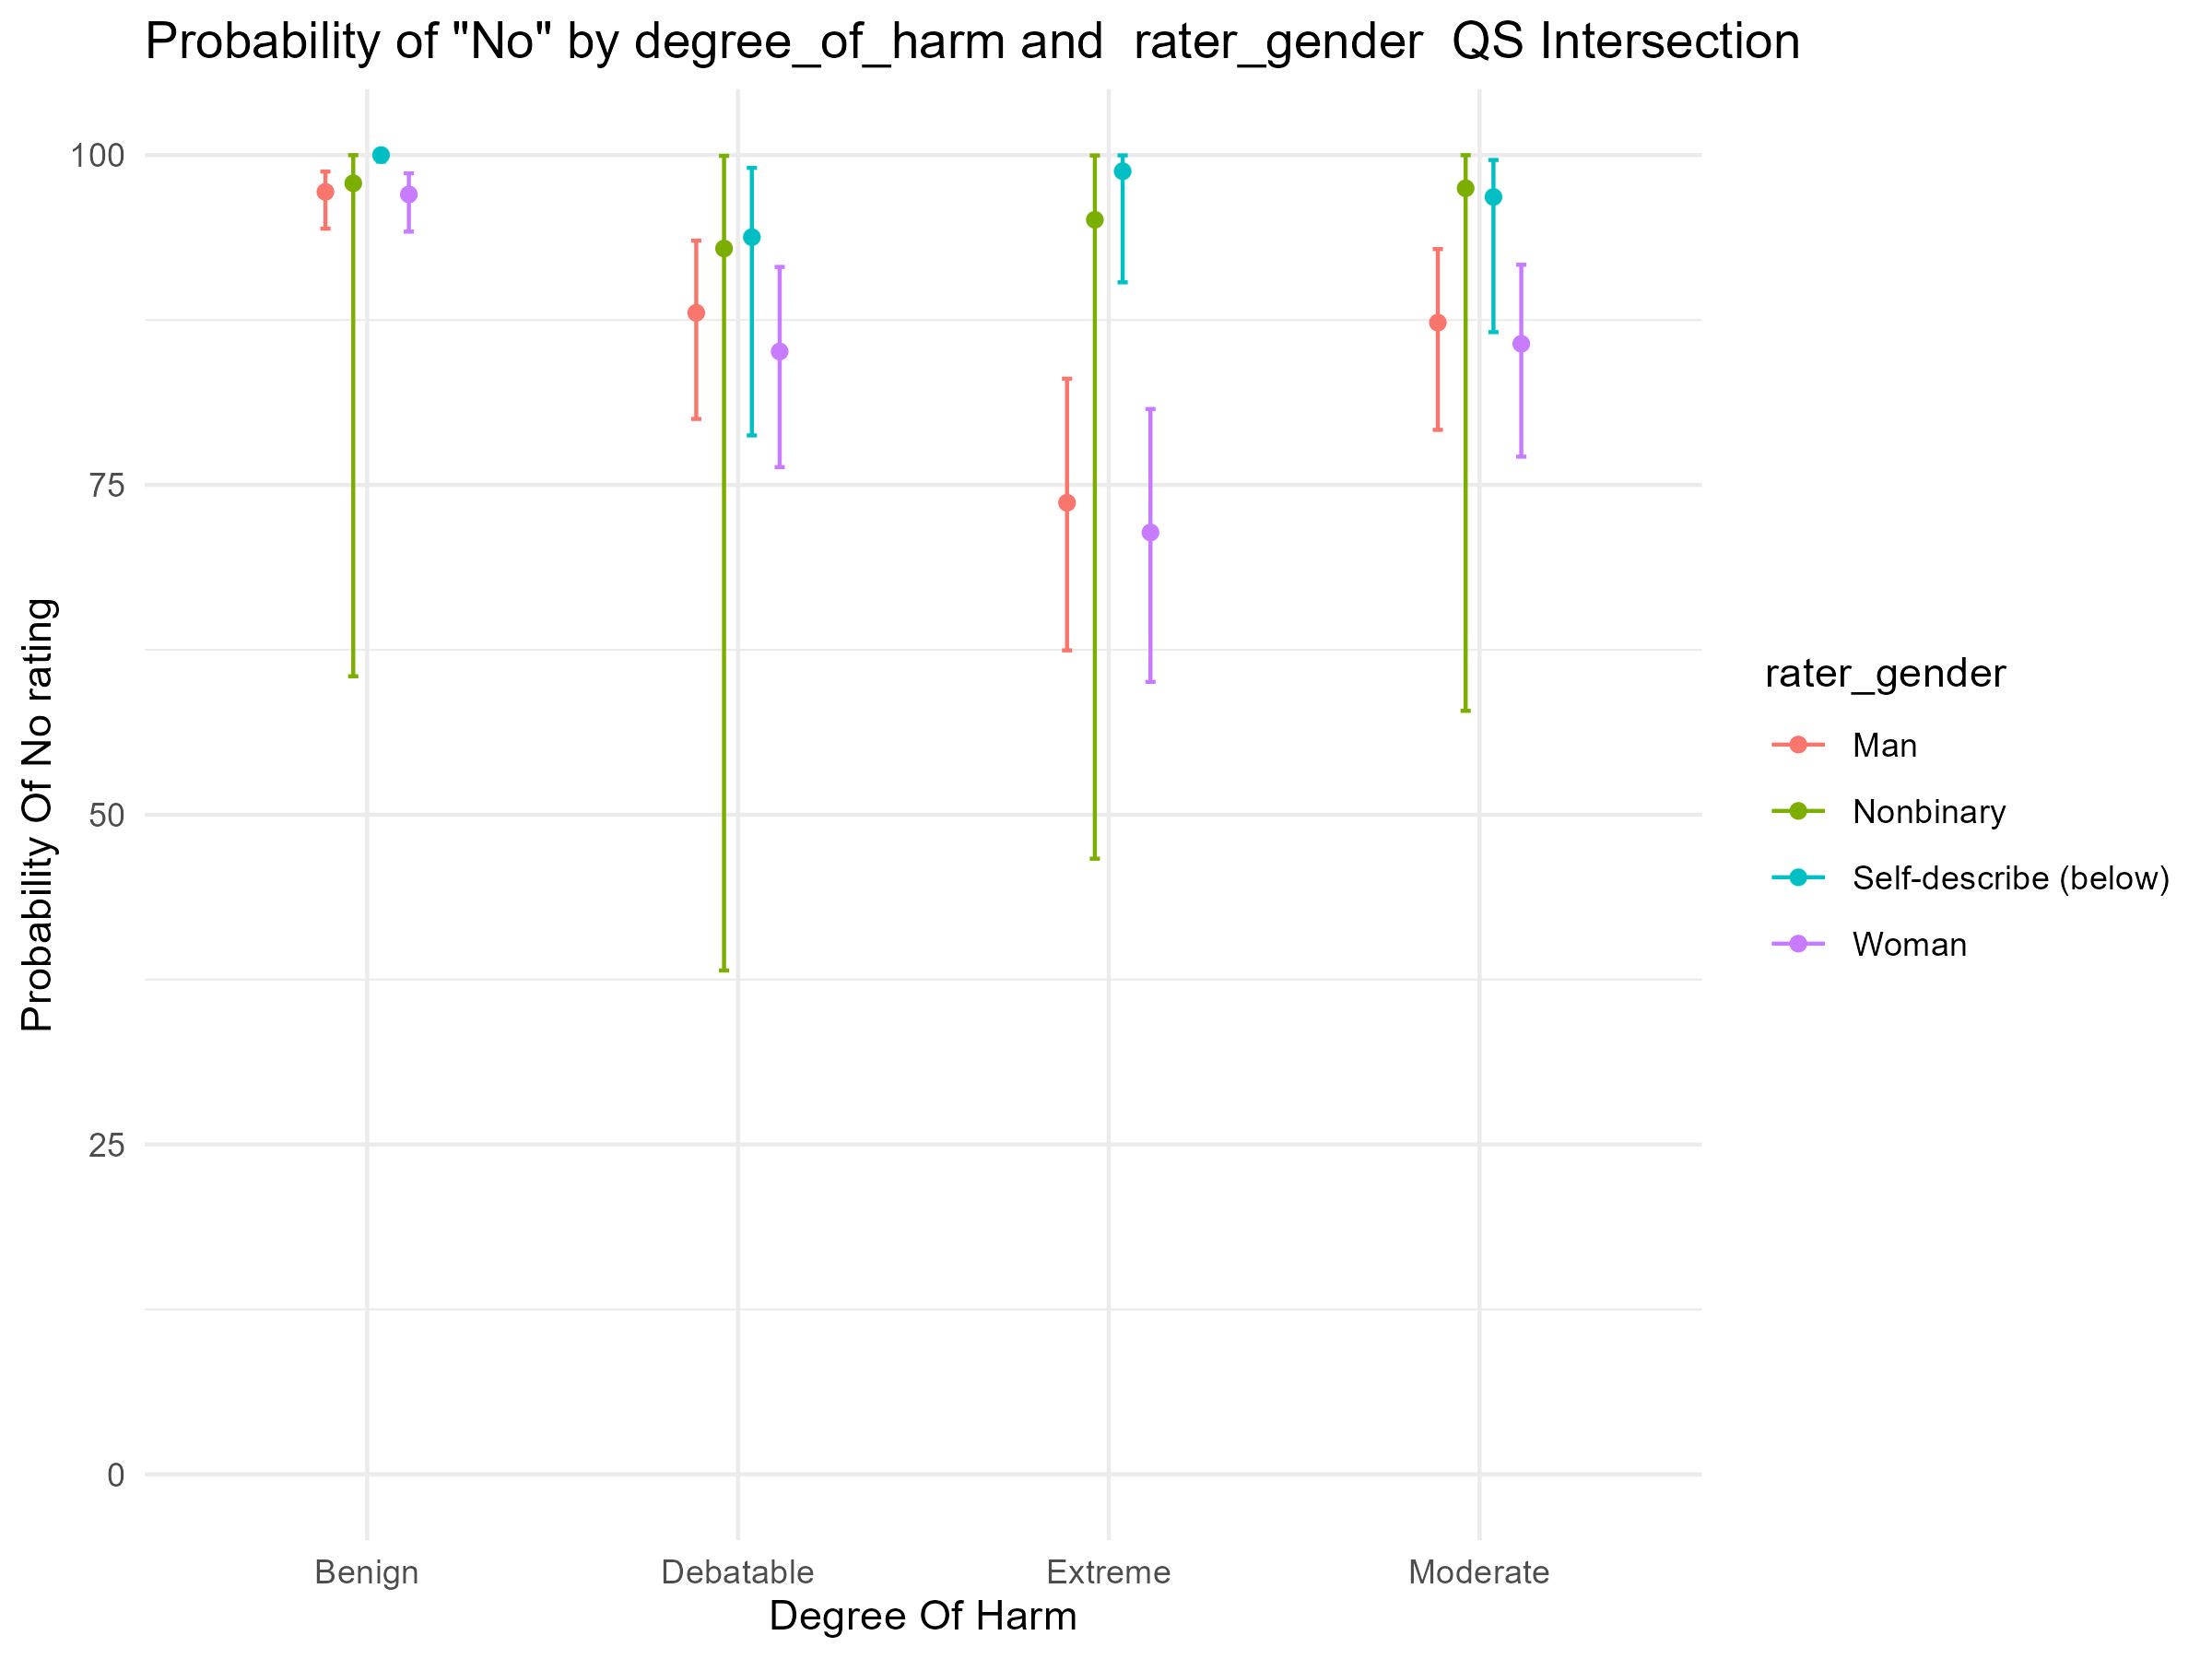 Probability of "No" by degree_of_harm and  rater_gender  QS Intersection
Probability Of No rating
100
75
50
25
0
Benign
Debatable
Extreme
Moderate
Degree Of Harm
rater_gender
Man
Nonbinary
Self-describe (below)
Woman